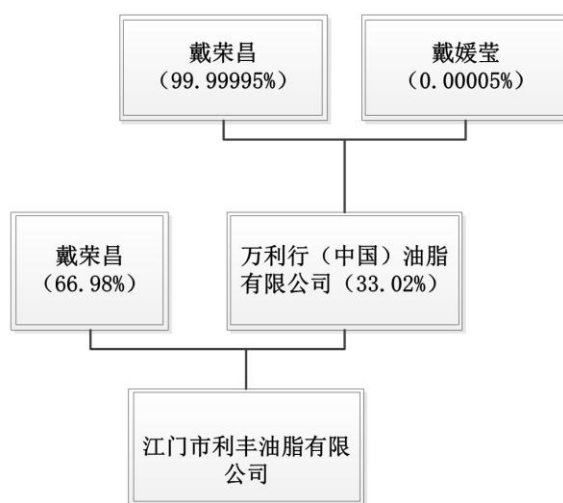 戴荣昌
（99.99995%）
戴媛莹
（0.00005%）
戴荣昌
（66.98%）
万利行（中国）油脂
有限公司（33.02%）
江门市利丰油脂有限
公司